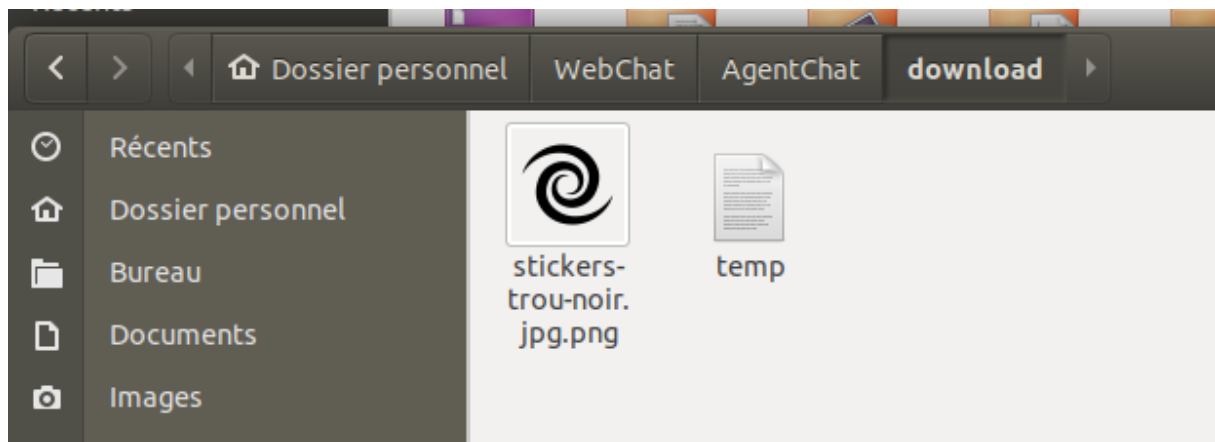 Dossier personnel WebChat AgentChat download
Récents
Dossier personnel
Bureau
Documents
Images
stickers-
trou-noir.
jpg.png
temp